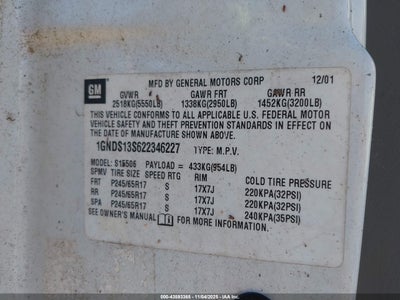 MFD BY GENERAL MOTORS CORP 12/01
GM
GVWR GAWR FRT GAWR RR
2518KG(5550LB) 1338KG(2950LB) 1452KG(3200LB)
THIS VEHICLE CONFORMS TO ALL APPLICABLE U.S. FEDERAL MOTOR
VEHICLE SAFETY AND THEFT PREVENTION STANDARDS IN EFFECT ON
THE DATE OF MANUFACTURE SHOWN ABOVE.
1GNDS13S622346227 TYPE: M.P.V.
MODEL: S15506 PAYLOAD = 433KG(954LB)
SPMV TIRE SIZE SPEED RTG RIM COLD TIRE PRESSURE
FRT P245/65R17 S 17X7J 220KPA(32PSI)
RR P245/65R17 S 17X7J 220KPA(32PSI)
SPA P245/65R17 S 17X7J 240KPA(35PSI)
SEE OWNER'S MANUAL FOR MORE INFORMATION.
000-43593385 - 11/04/2025 - iaai.com